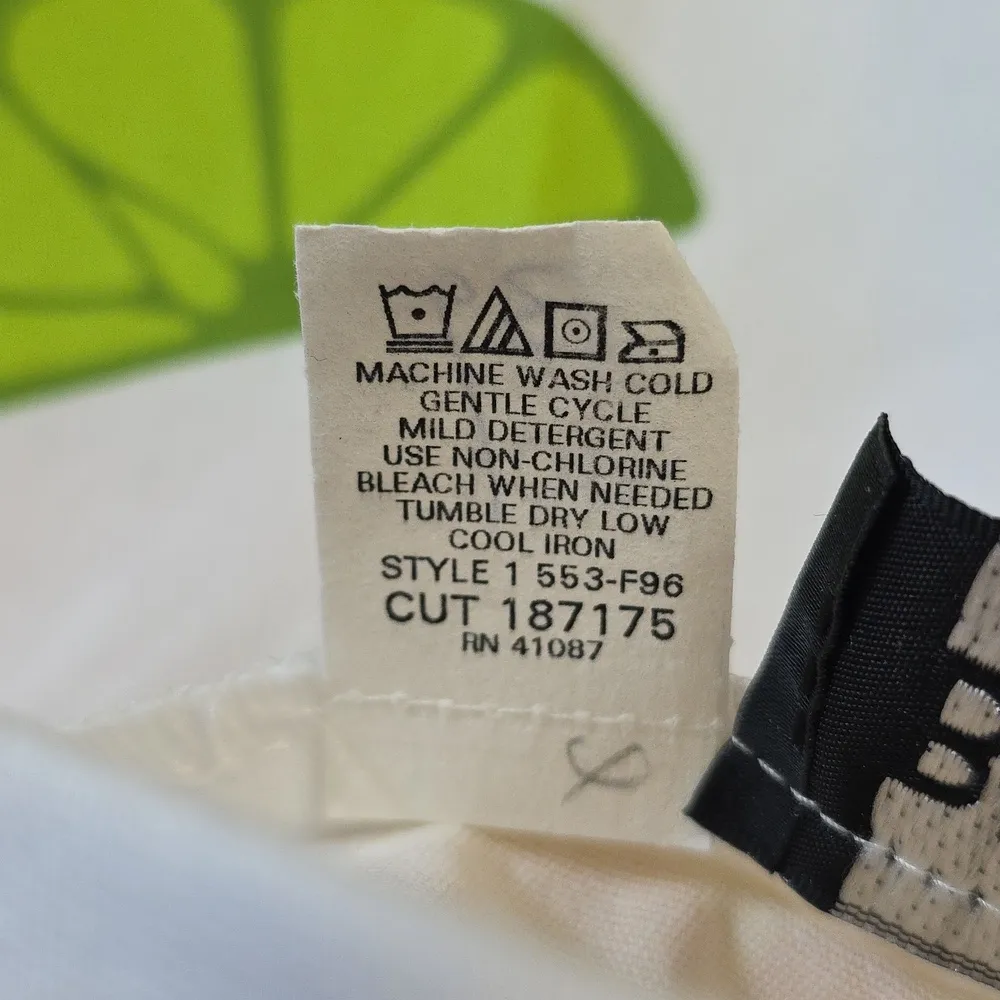 MACHINE WASH COLD
GENTLE CYCLE
MILD DETERGENT
USE NON-CHLORINE
BLEACH WHEN NEEDED
TUMBLE DRY LOW
COOL IRON
STYLE 1 553-F96
CUT 187175
RN 41087